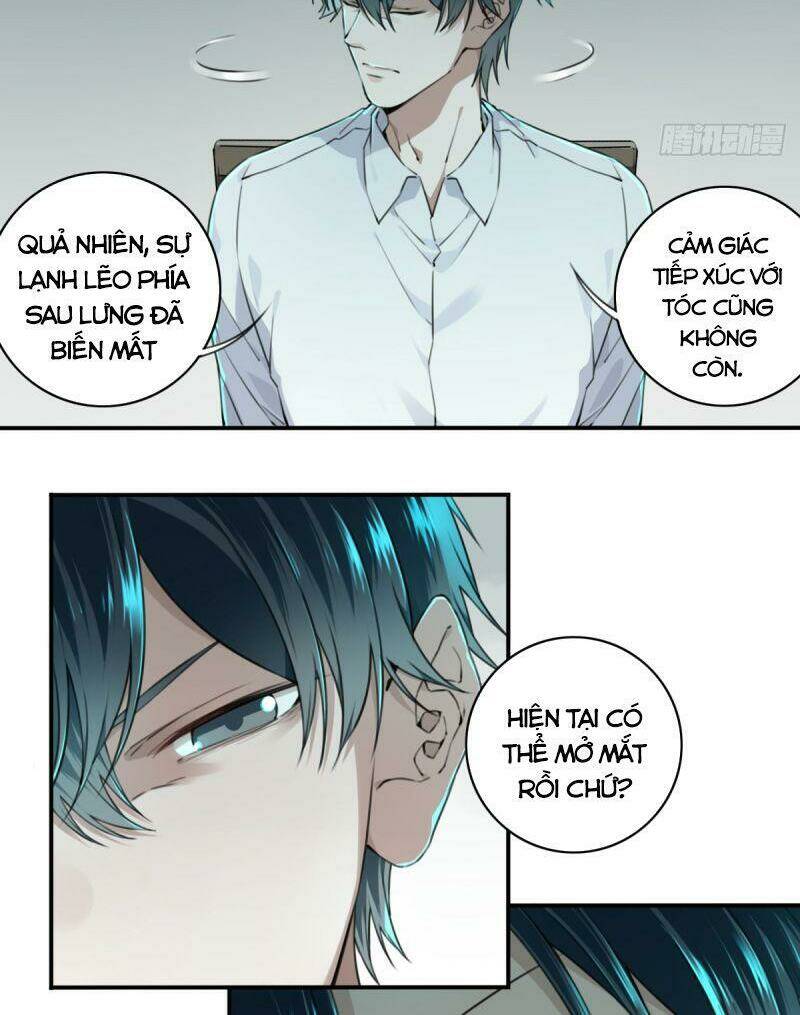 腾讯动漫
QUẢ NHIÊN, SỰ
LẠNH LẼO PHÍA
SAU LƯNG ĐÃ
BIẾN MẤT
CẢM GIÁC
TIẾP XÚC VỚI
TÓC CŨNG
KHÔNG
CÒN.
HIỆN TẠI CÓ
THỂ MỞ MẮT
RỒI CHỨ?